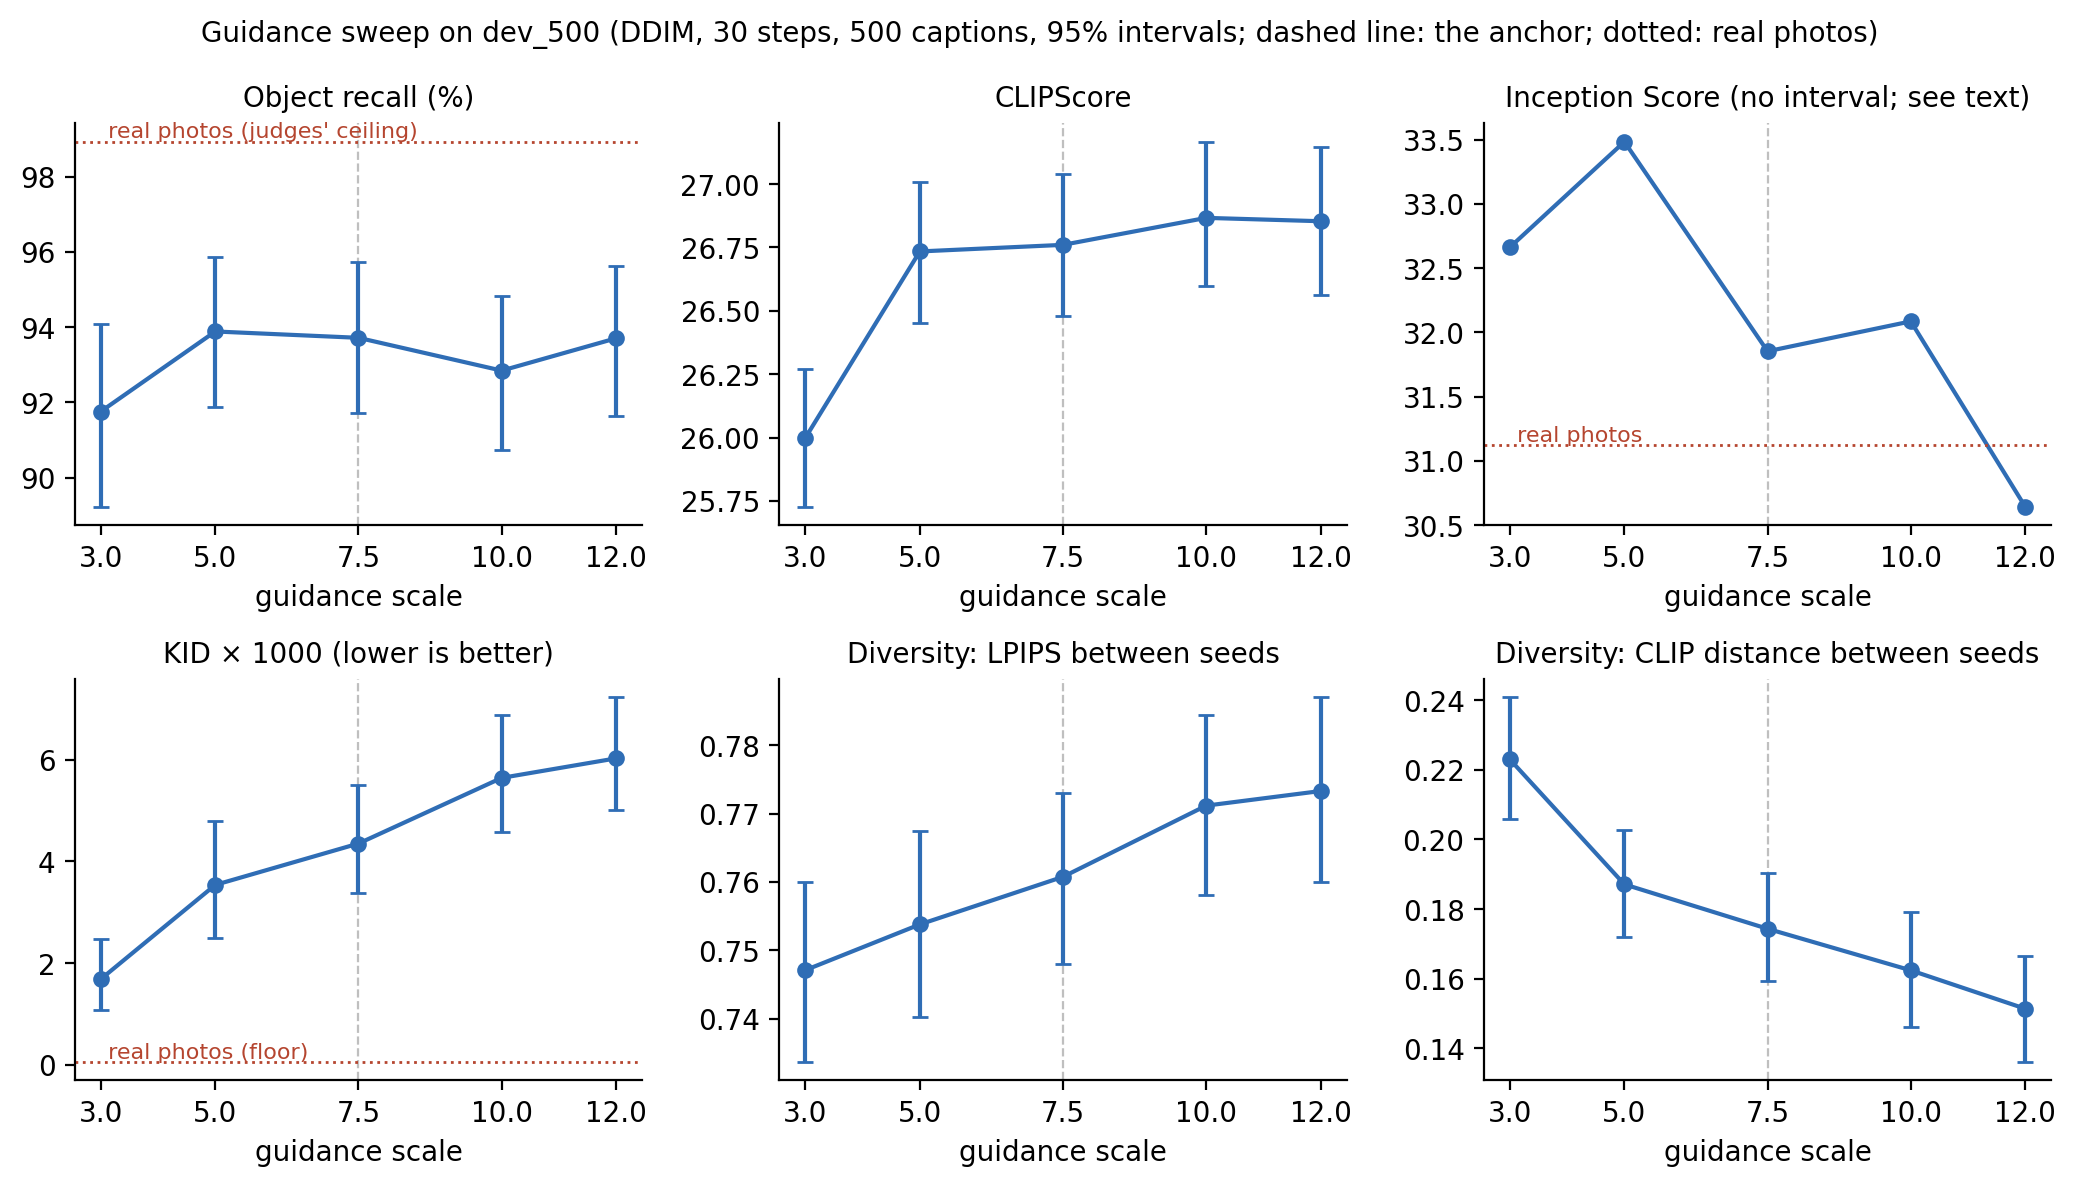 Guidance sweep on dev_500 (DDIM, 30 steps, 500 captions, 95% intervals; dashed line: the anchor; dotted: real photos)
Object recall (%)
real photos (judges' ceiling)
98
96
94
92
90
3.0 5.0 7.5 10.0 12.0
guidance scale
CLIPScore
27.00
26.75
26.50
26.25
26.00
25.75
3.0 5.0 7.5 10.0 12.0
guidance scale
Inception Score (no interval; see text)
33.5
33.0
32.5
32.0
31.5
real photos
31.0
30.5
3.0 5.0 7.5 10.0 12.0
guidance scale
KID × 1000 (lower is better)
6
4
2
real photos (floor)
0
3.0 5.0 7.5 10.0 12.0
guidance scale
Diversity: LPIPS between seeds
0.78
0.77
0.76
0.75
0.74
3.0 5.0 7.5 10.0 12.0
guidance scale
Diversity: CLIP distance between seeds
0.24
0.22
0.20
0.18
0.16
0.14
3.0 5.0 7.5 10.0 12.0
guidance scale